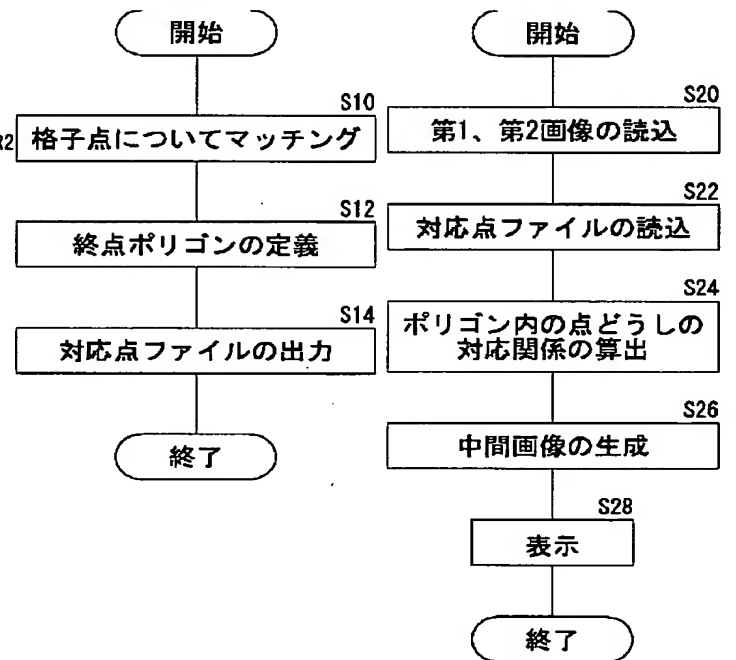 開始
S10
R2
格子点についてマッチング
S12
終点ポリゴンの定義
S14
対応点ファイルの出力
終了
開始
S20
第1、第2画像の読込
S22
対応点ファイルの読込
S24
ポリゴン内の点どうしの
対応関係の算出
S26
中間画像の生成
S28
表示
終了